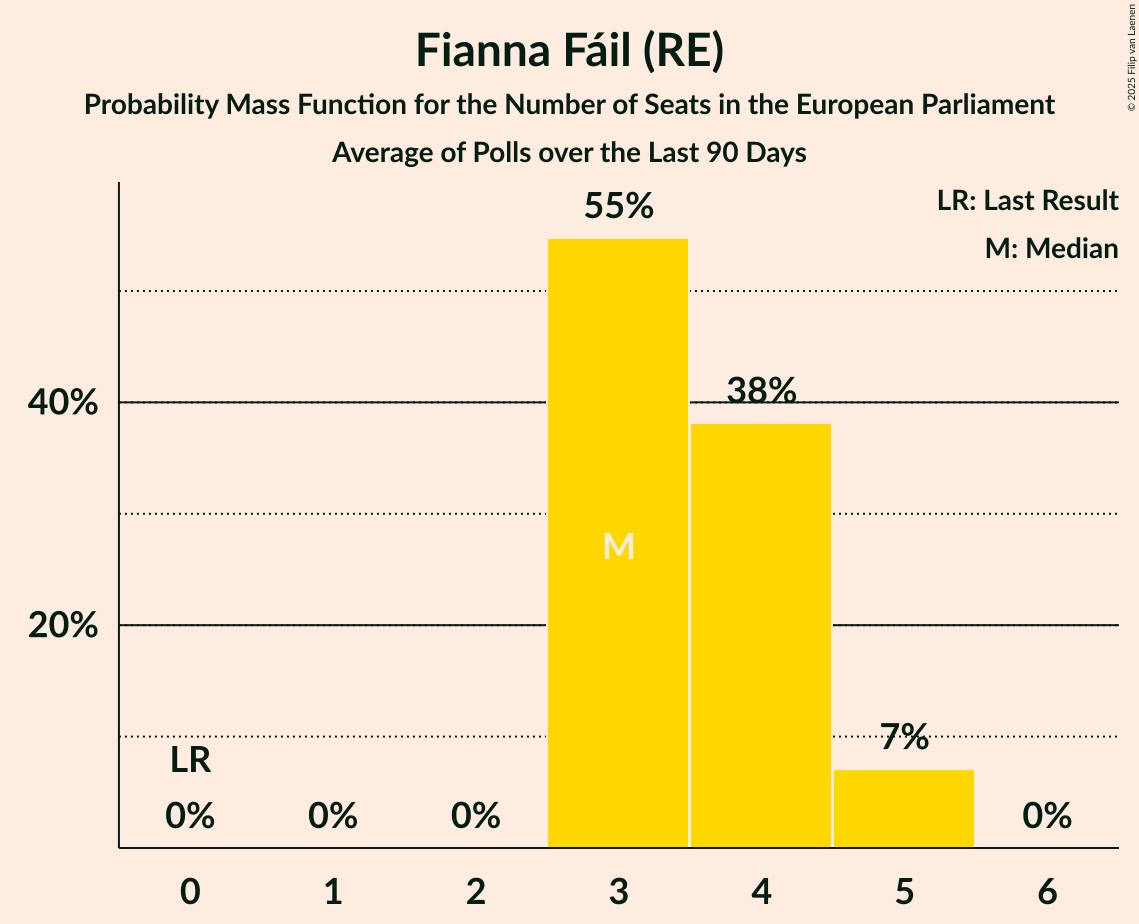 Fianna Fáil (RE)
Probability Mass Function for the Number of Seats in the European Parliament
Average of Polls over the Last 90 Days
© 2025 Filip van Laenen
LR: Last Result
M: Median
55%
40%
38%
M
20%
7%
LR
0%
0%
0%
0%
0
1
2
3
4
5
6